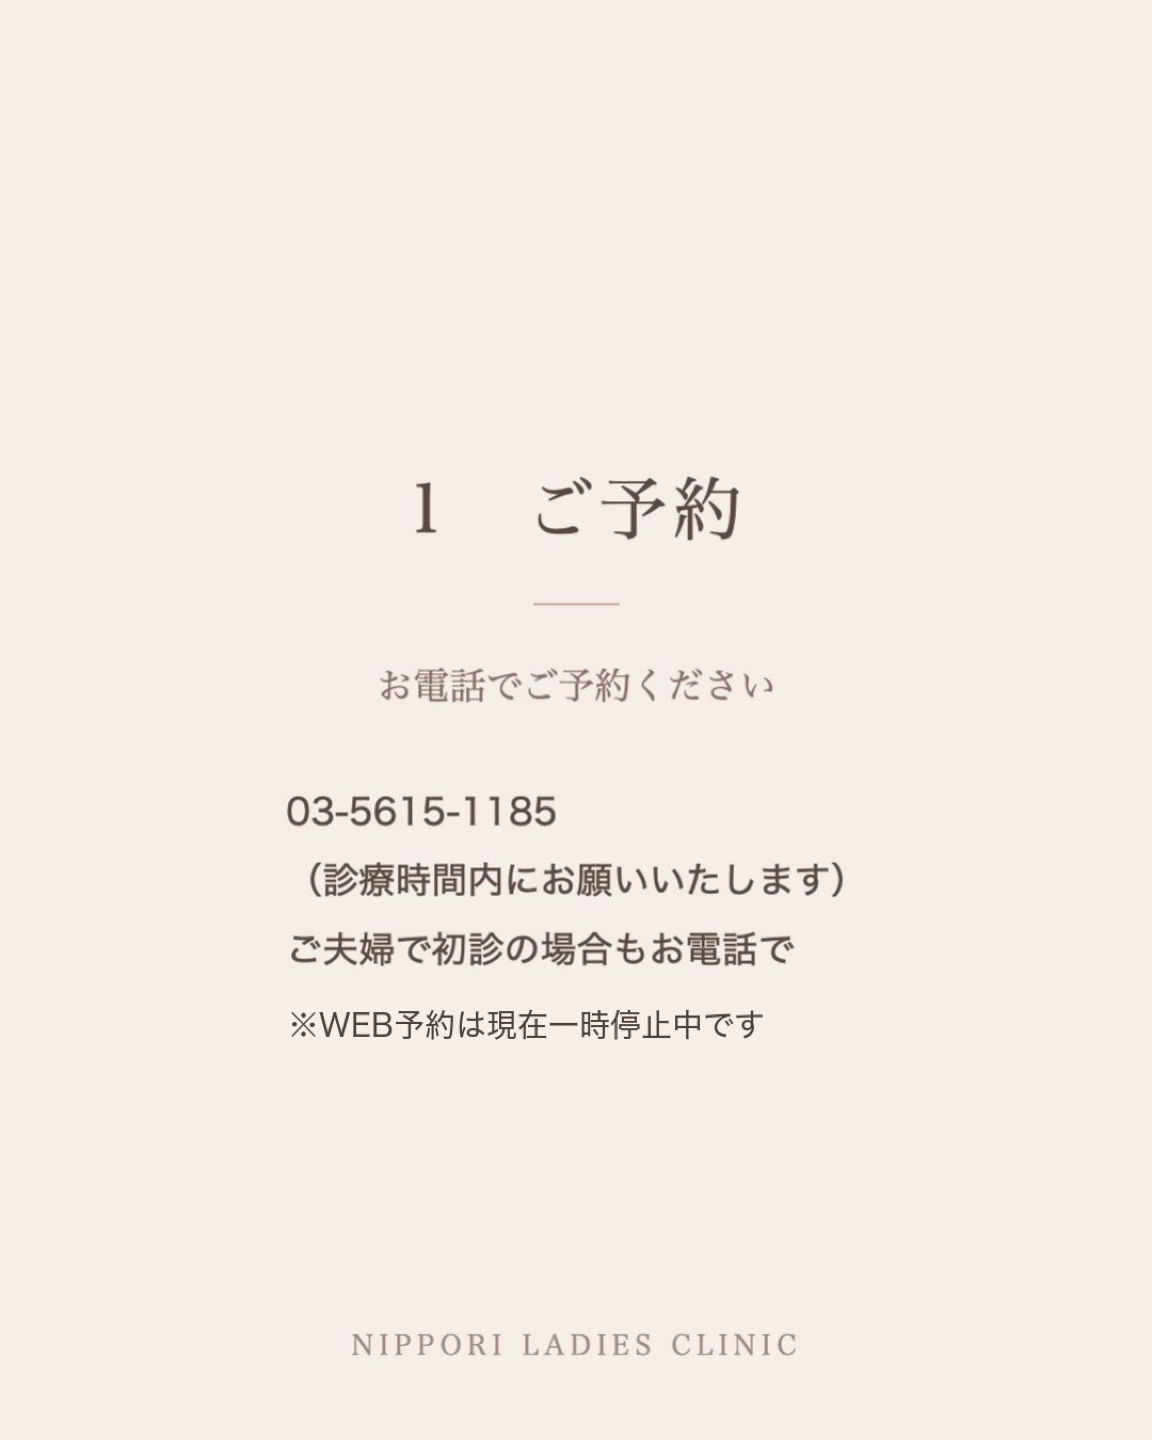 1　ご予約
お電話でご予約ください
03-5615-1185
（診療時間内にお願いいたします）
ご夫婦で初診の場合もお電話で
※WEB予約は現在一時停止中です
NIPPORI LADIES CLINIC